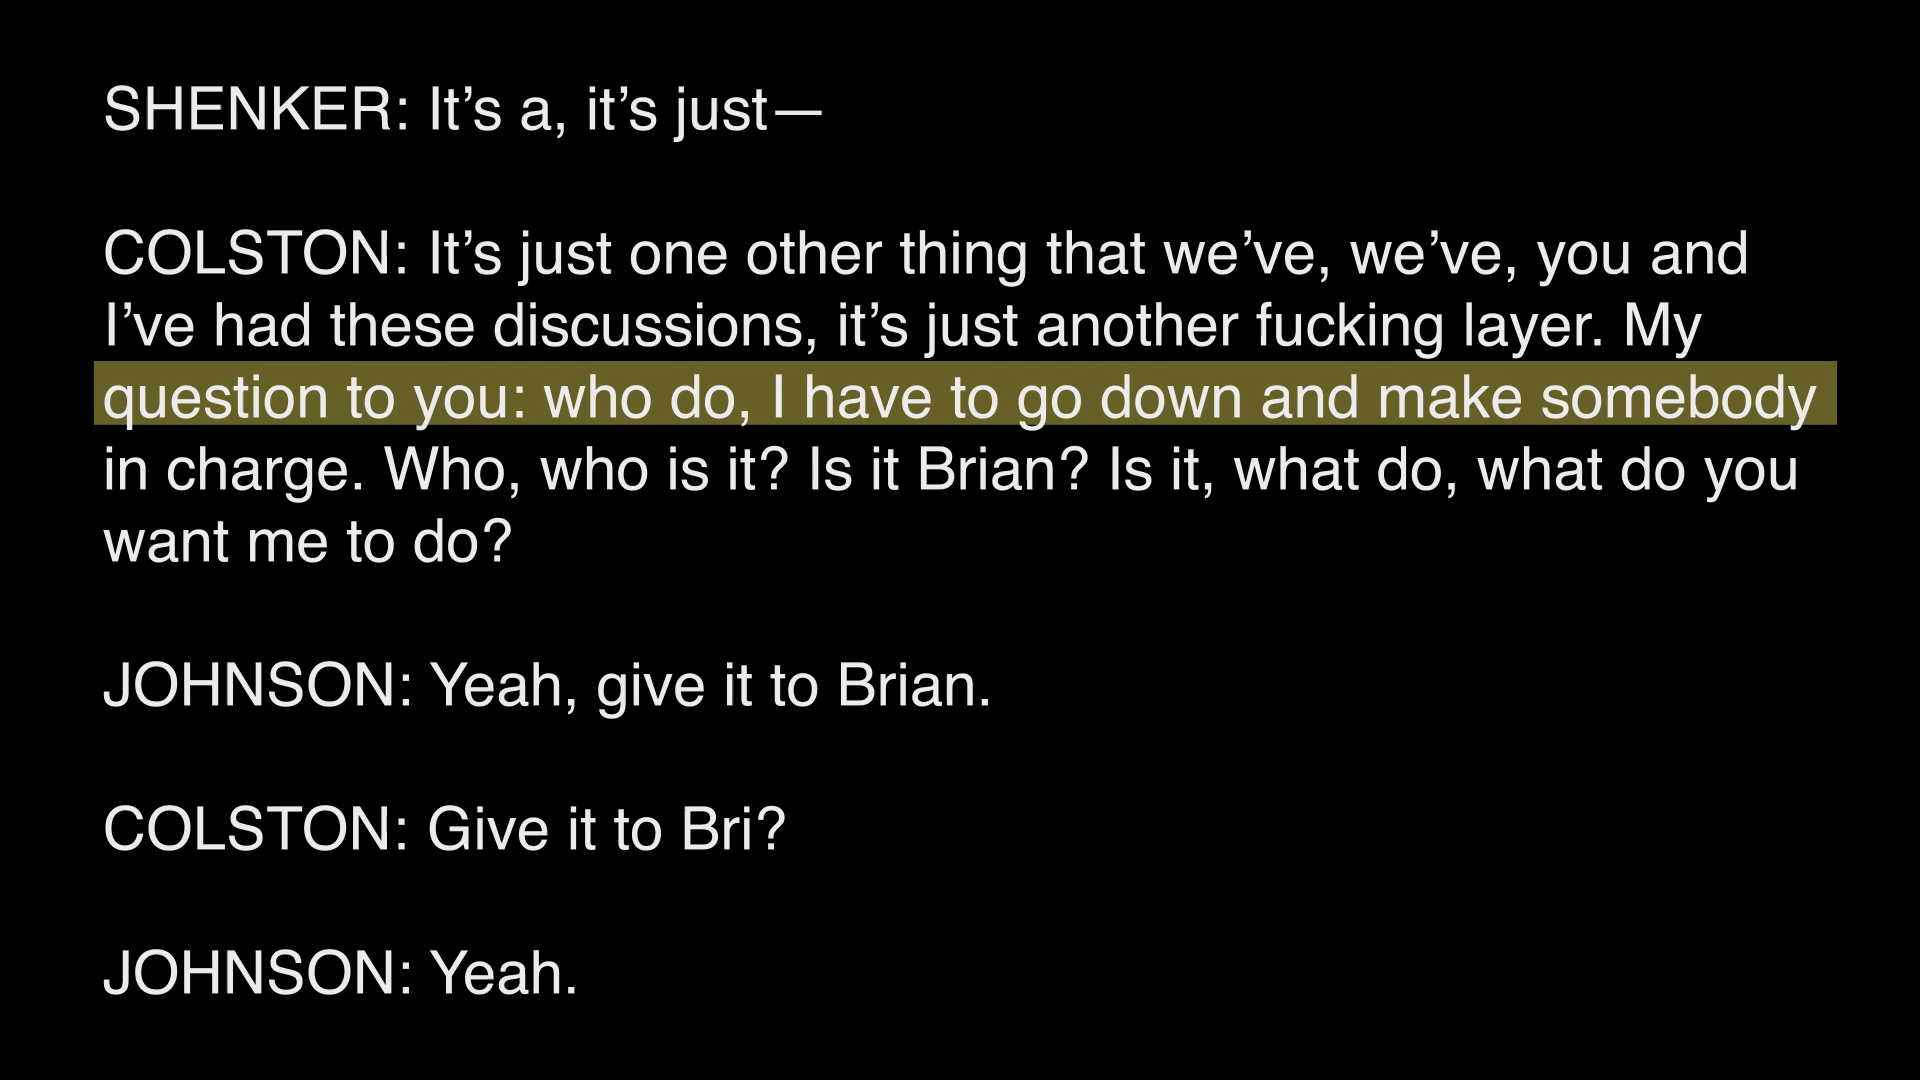 SHENKER: It’s a, it’s just—
COLSTON: It’s just one other thing that we’ve, we’ve, you and
I’ve had these discussions, it’s just another fucking layer. My
question to you: who do, I have to go down and make somebody
in charge. Who, who is it? Is it Brian? Is it, what do, what do you
want me to do?
JOHNSON: Yeah, give it to Brian.
COLSTON: Give it to Bri?
JOHNSON: Yeah.